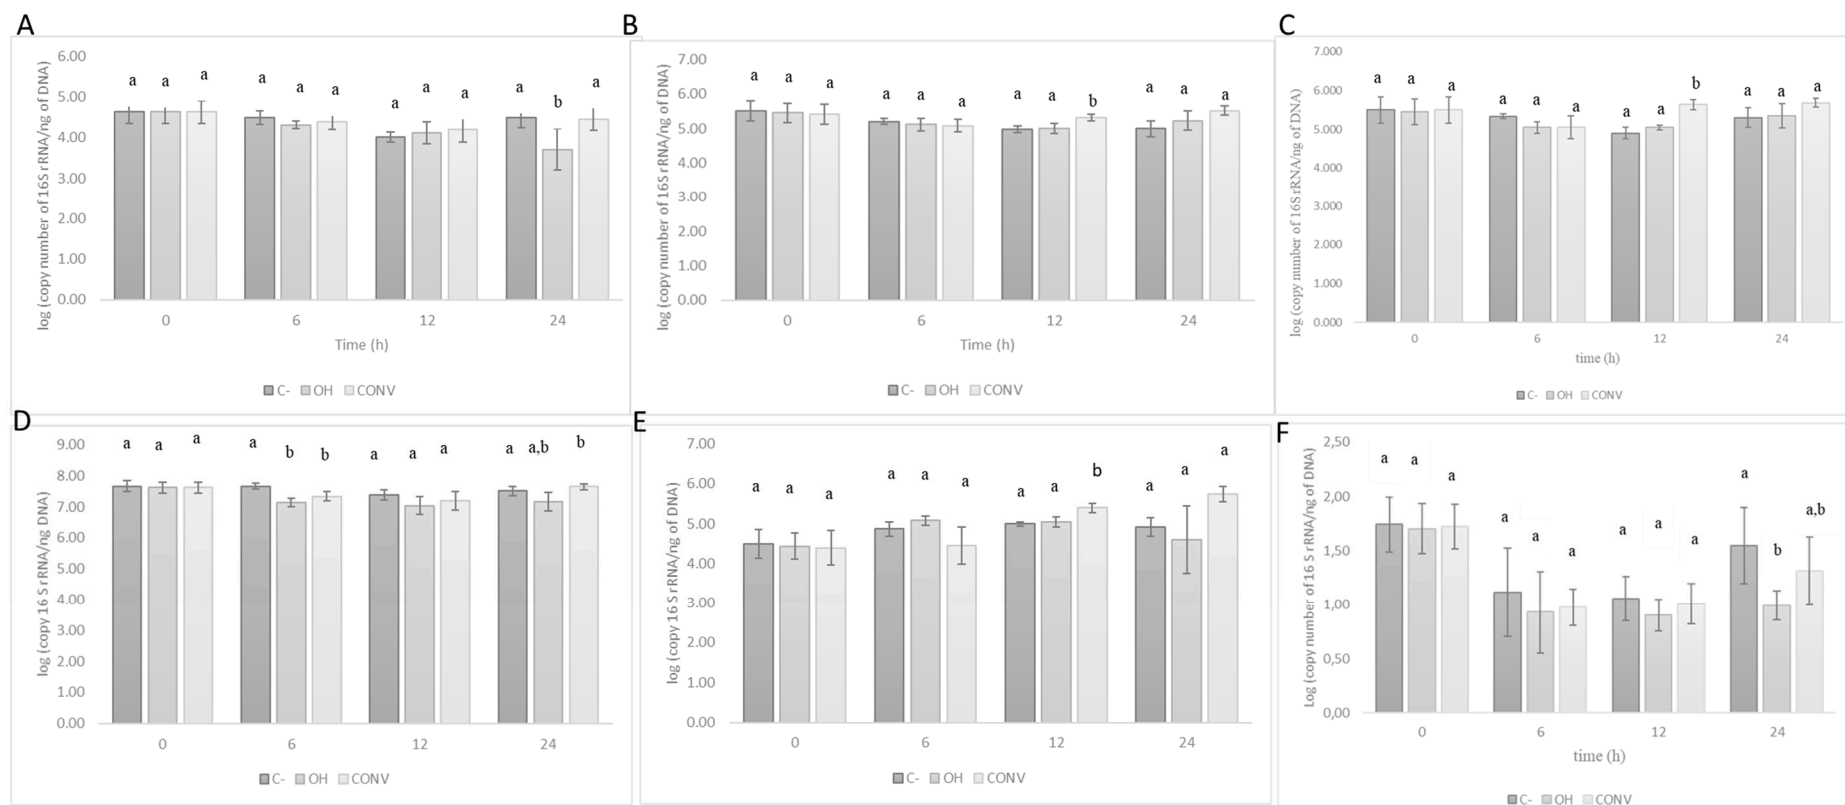 A
log (copy number of 16S rRNA/ng of DNA)
6.00
5.00
4.00
3.00
2.00
1.00
0.00
a a a a a a a a a a b a
0 6 12 24
Time (h)
C- OH CONV
B
log (copy number of 16S rRNA/ng of DNA)
7.00
6.00
5.00
4.00
3.00
2.00
1.00
0.00
a a a a a a a a b a a a
0 6 12 24
Time (h)
C- OH CONV
C
log (copy number of 16S rRNA/ng of DNA)
7.000
6.000
5.000
4.000
3.000
2.000
1.000
0.000
a a a a a a a a b a a a
0 6 12 24
time (h)
C- OH CONV
D
log (copy 16 S rRNA/ng DNA)
9.00
8.00
7.00
6.00
5.00
4.00
3.00
2.00
1.00
0.00
a a a a b b a a a a a,b b
0 6 12 24
C- OH CONV
E
log (copy 16 S rRNA/ng of DNA)
7.00
6.00
5.00
4.00
3.00
2.00
1.00
0.00
a a a a a a a a b a a a
0 6 12 24
C- OH CONV
F
Log (copy number of 16 S rRNA/ng of DNA)
2,50
2,00
1,50
1,00
0,50
0,00
a a a a a a a a a a b a,b
0 6 12 24
time (h)
C- OH CONV